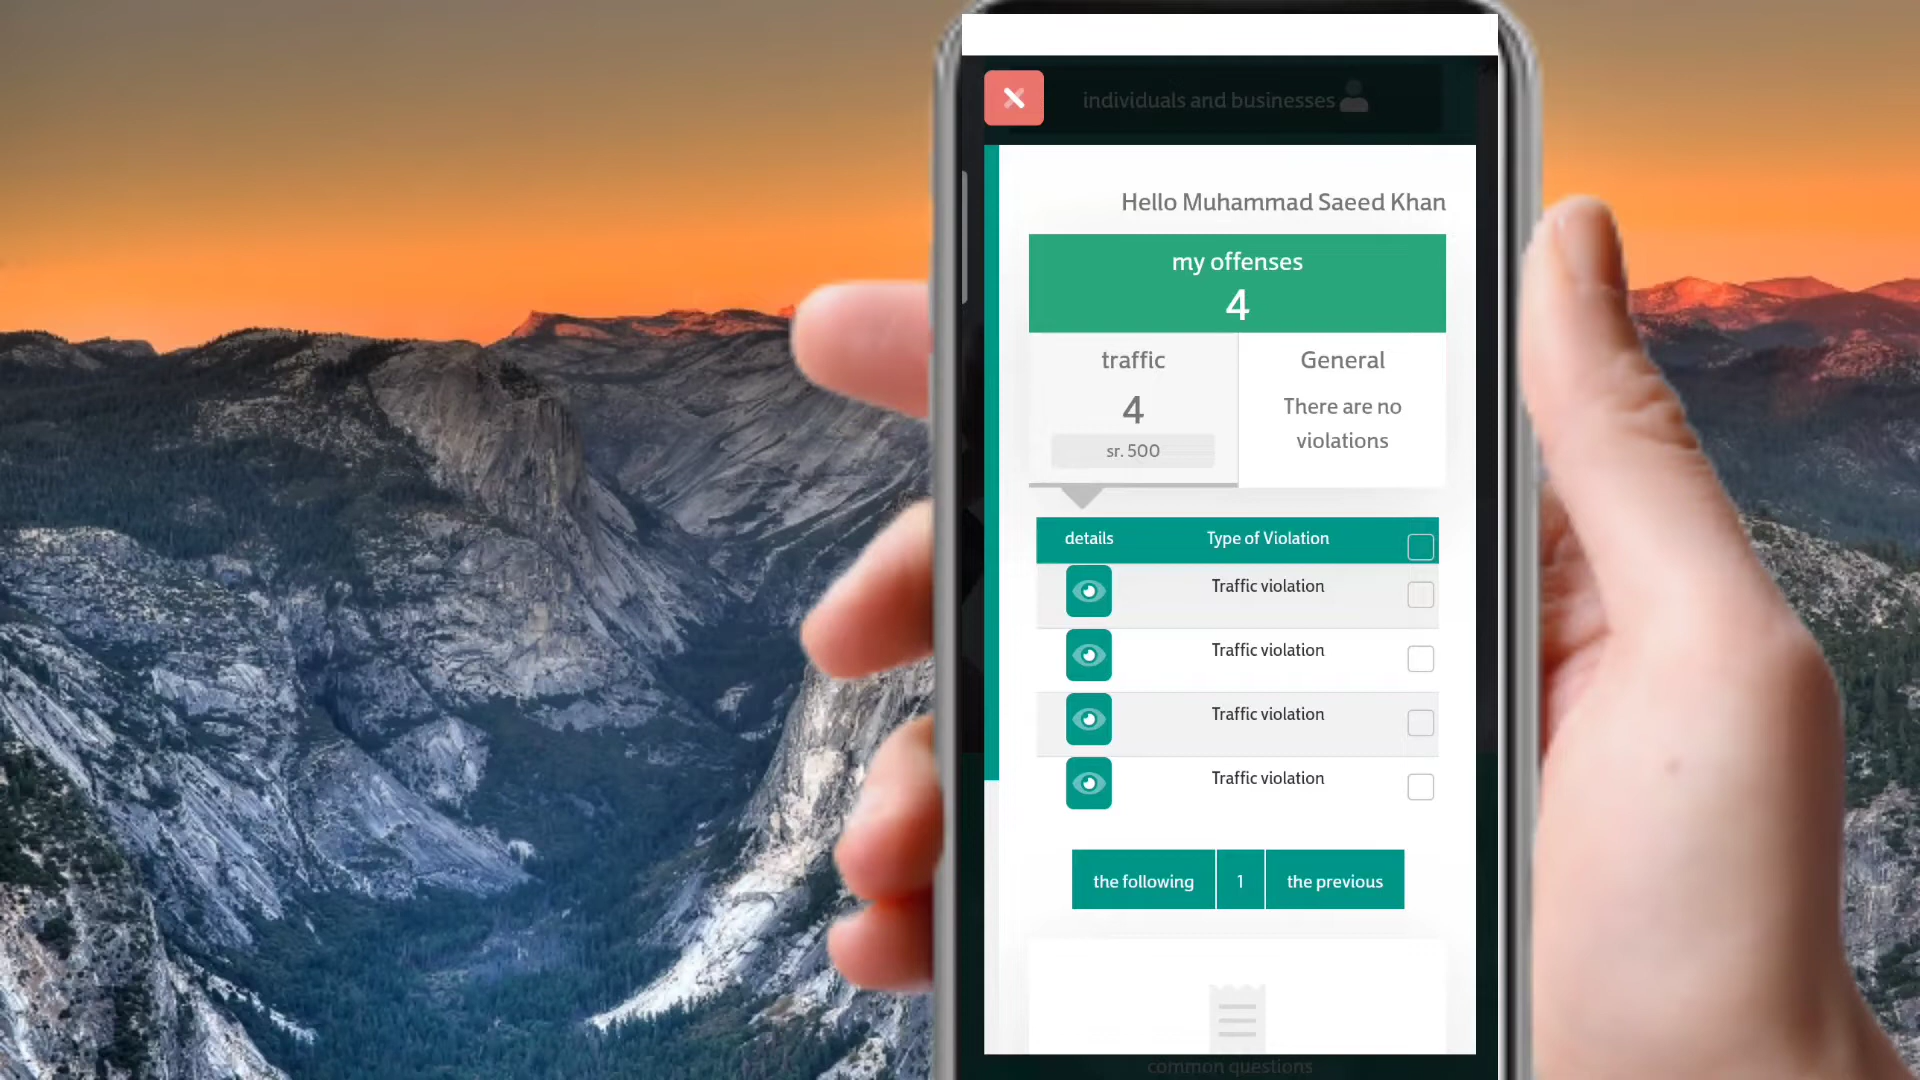 individuals and businesses
Hello Muhammad Saeed Khan
my offenses
4
traffic
General
4
There are no
violations
sr. 500
details
Type of Violation
Traffic violation
Traffic violation
Traffic violation
Traffic violation
the following
1
the previous
common questions